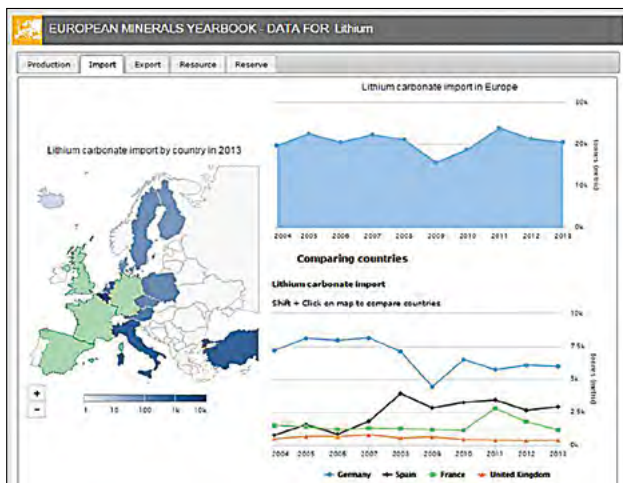 EUROPEAN MINERALS YEARBOOK - DATA FOR Lithium
Production Import Export Resource Reserve
Lithium carbonate import in Europe
30k
20k
10k
0k
tonnes (metric)
2004 2005 2006 2007 2008 2009 2010 2011 2012 2013
Lithium carbonate import by country in 2013
+
−
1 10 100 1k 10k
Comparing countries
Lithium carbonate import
Shift + Click on map to compare countries
10k
7.5k
5k
2.5k
0k
tonnes (metric)
2004 2005 2006 2007 2008 2009 2010 2011 2012 2013
Germany Spain France United Kingdom